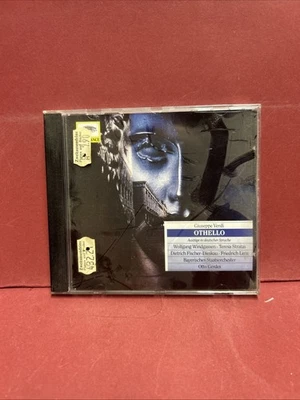 Giuseppe Verdi
OTHELLO
Auszüge in deutscher Sprache
Wolfgang Windgassen · Teresa Stratas
Dietrich Fischer-Dieskau · Friedrich Lenz
Bayerisches Staatsorchester
Otto Gerdes